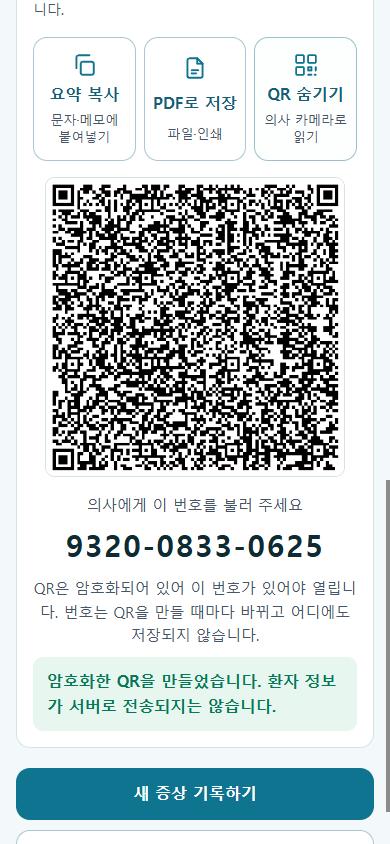 니다.
요약 복사
문자·메모에
붙여넣기
PDF로 저장
파일·인쇄
QR 숨기기
의사 카메라로
읽기
의사에게 이 번호를 불러 주세요
9320-0833-0625
QR은 암호화되어 있어 이 번호가 있어야 열립니
다. 번호는 QR을 만들 때마다 바뀌고 어디에도
저장되지 않습니다.
암호화한 QR을 만들었습니다. 환자 정보
가 서버로 전송되지는 않습니다.
새 증상 기록하기